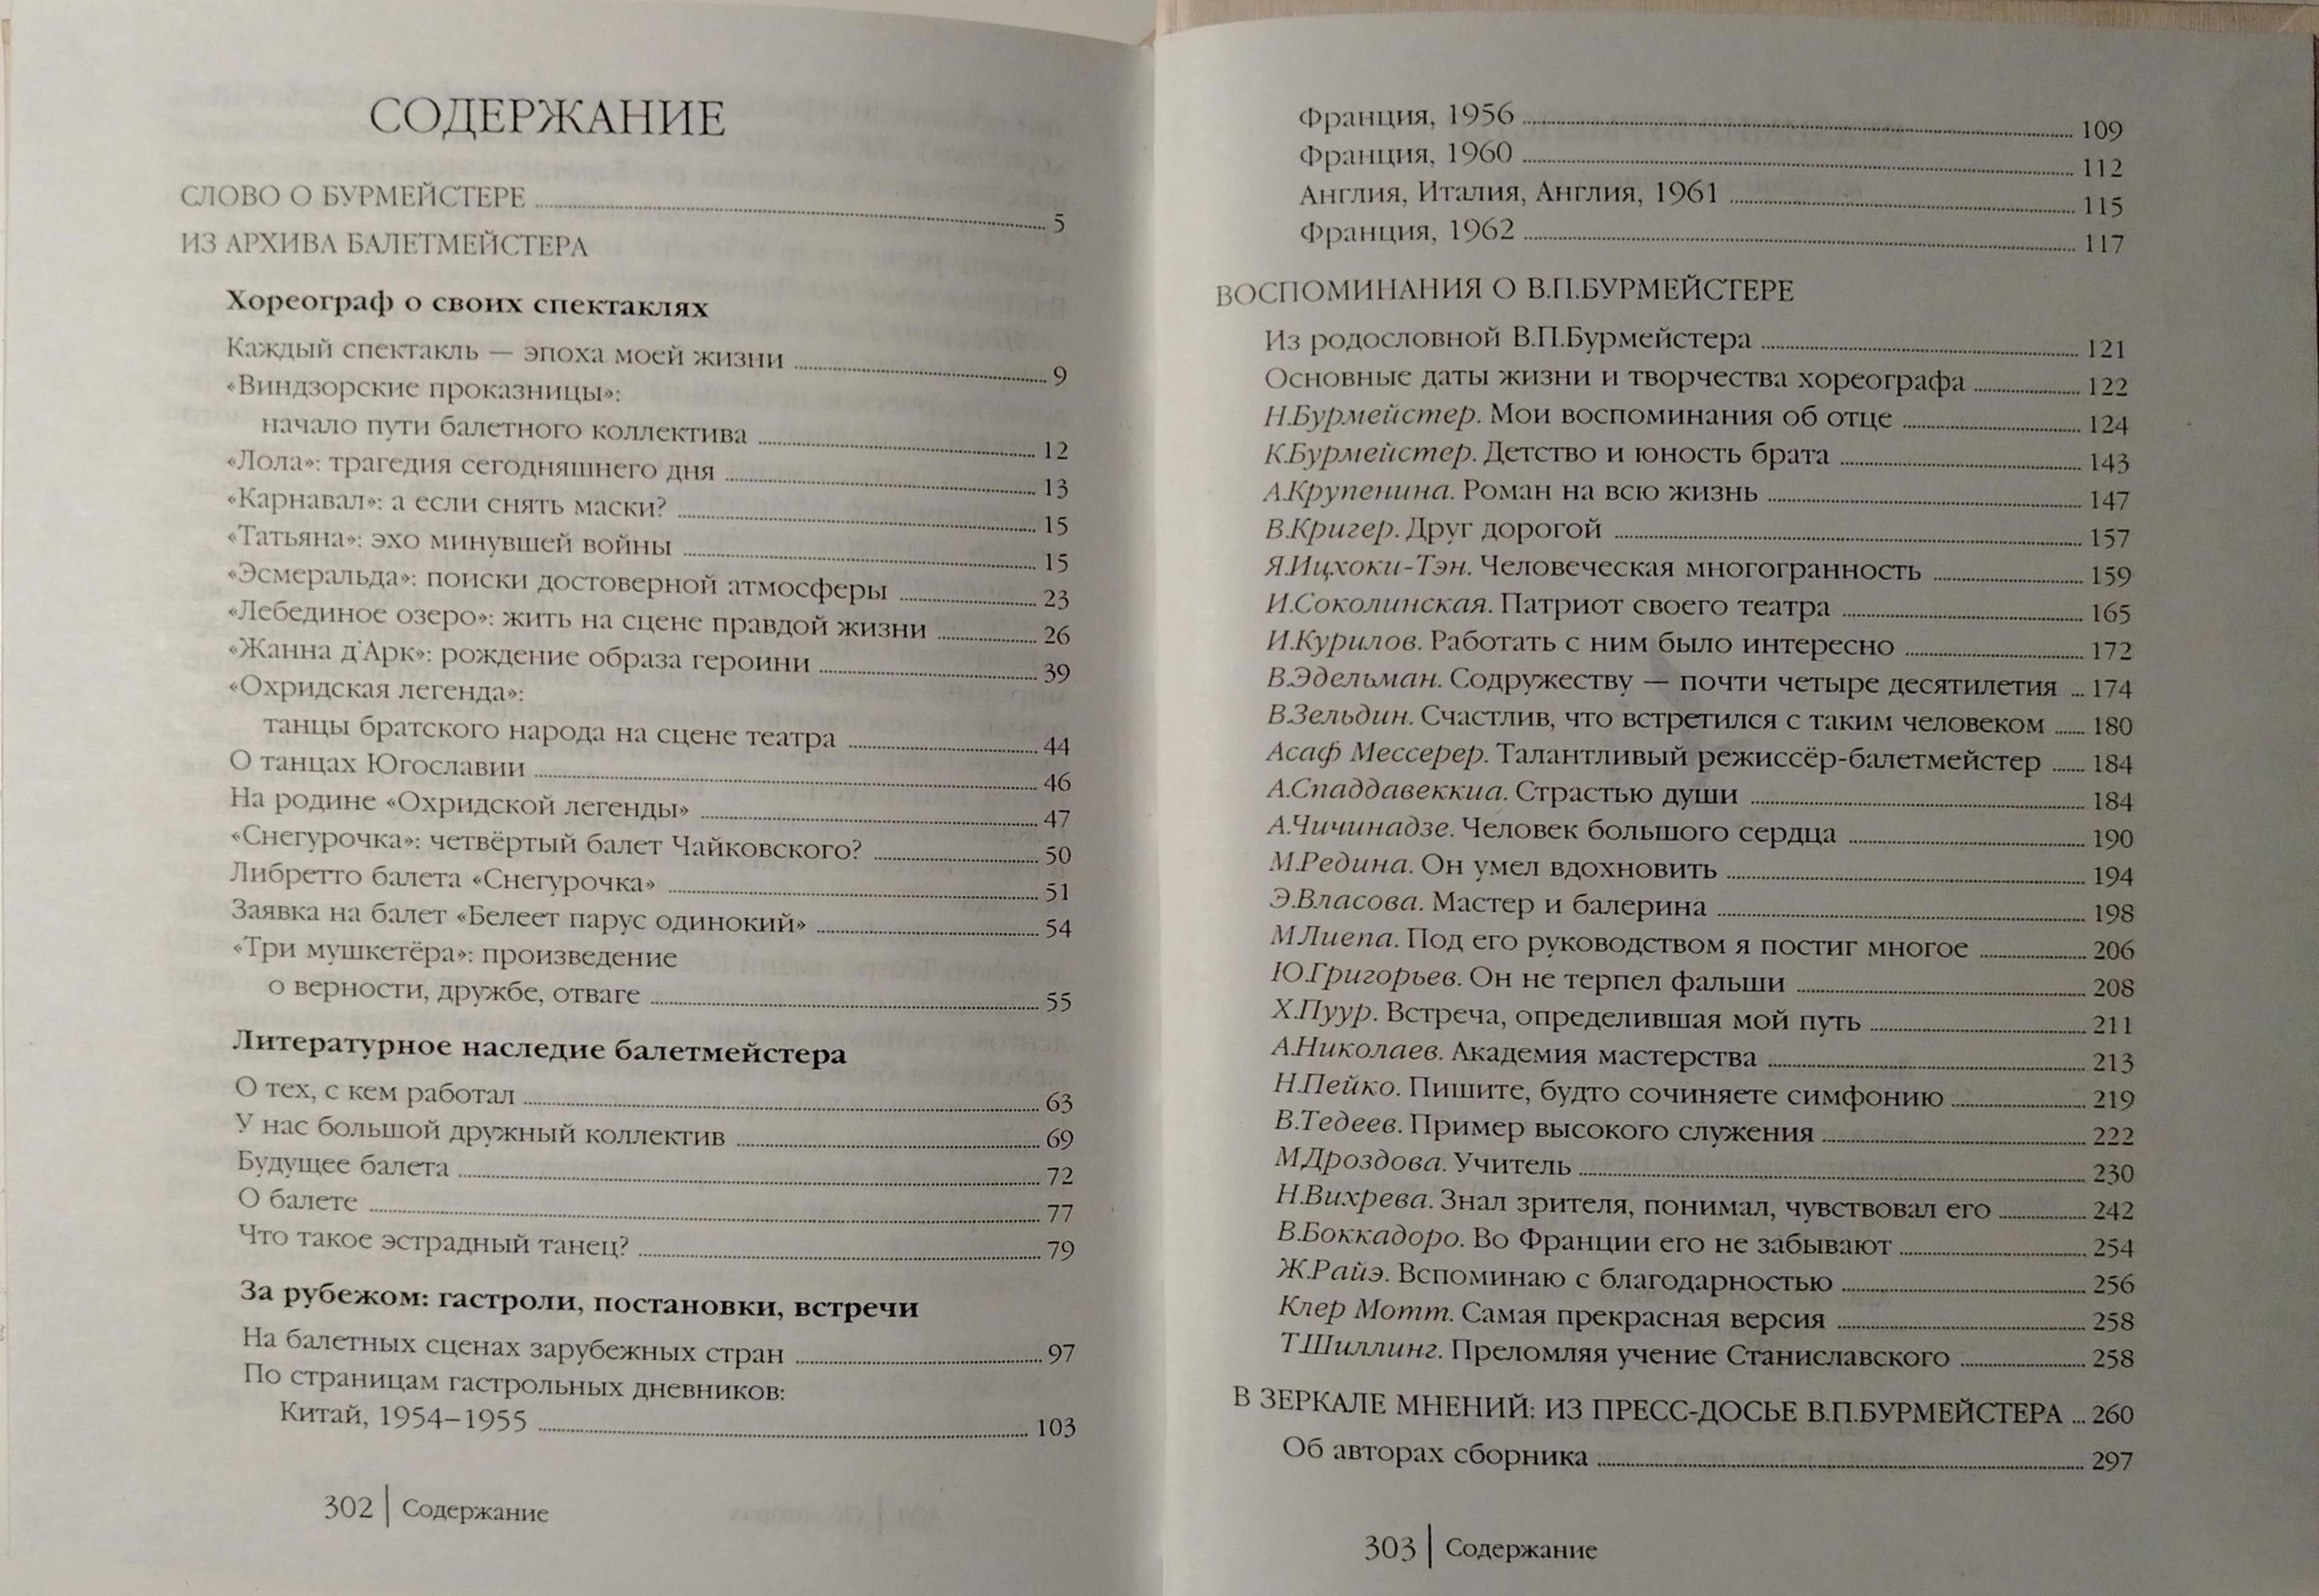 СОДЕРЖАНИЕ
СЛОВО О БУРМЕЙСТЕРЕ 5
ИЗ АРХИВА БАЛЕТМЕЙСТЕРА
Хореограф о своих спектаклях
Каждый спектакль — эпоха моей жизни 9
«Виндзорские проказницы»:
начало пути балетного коллектива 12
«Лола»: трагедия сегодняшнего дня 13
«Карнавал»: а если снять маски? 15
«Татьяна»: эхо минувшей войны 15
«Эсмеральда»: поиски достоверной атмосферы 23
«Лебединое озеро»: жить на сцене правдой жизни 26
«Жанна д'Арк»: рождение образа героини 39
«Охридская легенда»:
танцы братского народа на сцене театра 44
О танцах Югославии 46
На родине «Охридской легенды» 47
«Снегурочка»: четвёртый балет Чайковского? 50
Либретто балета «Снегурочка» 51
Заявка на балет «Белеет парус одинокий» 54
«Три мушкетёра»: произведение
о верности, дружбе, отваге 55
Литературное наследие балетмейстера
О тех, с кем работал 63
У нас большой дружный коллектив 69
Будущее балета 72
О балете 77
Что такое эстрадный танец? 79
За рубежом: гастроли, постановки, встречи
На балетных сценах зарубежных стран 97
По страницам гастрольных дневников:
Китай, 1954–1955 103
302 | Содержание
Франция, 1956 109
Франция, 1960 112
Англия, Италия, Англия, 1961 115
Франция, 1962 117
ВОСПОМИНАНИЯ О В.П.БУРМЕЙСТЕРЕ
Из родословной В.П.Бурмейстера 121
Основные даты жизни и творчества хореографа 122
Н.Бурмейстер. Мои воспоминания об отце 124
К.Бурмейстер. Детство и юность брата 143
А.Крупенина. Роман на всю жизнь 147
В.Кригер. Друг дорогой 157
Я.Ицхоки-Тэн. Человеческая многогранность 159
И.Соколинская. Патриот своего театра 165
И.Курилов. Работать с ним было интересно 172
В.Эдельман. Содружеству — почти четыре десятилетия 174
В.Зельдин. Счастлив, что встретился с таким человеком 180
Асаф Мессерер. Талантливый режиссёр-балетмейстер 184
А.Спаддавеккиа. Страстью души 184
А.Чичинадзе. Человек большого сердца 190
М.Редина. Он умел вдохновить 194
Э.Власова. Мастер и балерина 198
М.Лиепа. Под его руководством я постиг многое 206
Ю.Григорьев. Он не терпел фальши 208
Х.Пуур. Встреча, определившая мой путь 211
А.Николаев. Академия мастерства 213
Н.Пейко. Пишите, будто сочиняете симфонию 219
В.Тедеев. Пример высокого служения 222
М.Дроздова. Учитель 230
Н.Вихрева. Знал зрителя, понимал, чувствовал его 242
В.Боккадоро. Во Франции его не забывают 254
Ж.Райэ. Вспоминаю с благодарностью 256
Клер Мотт. Самая прекрасная версия 258
Т.Шиллинг. Преломляя учение Станиславского 258
В ЗЕРКАЛЕ МНЕНИЙ: ИЗ ПРЕСС-ДОСЬЕ В.П.БУРМЕЙСТЕРА 260
Об авторах сборника 297
303 | Содержание